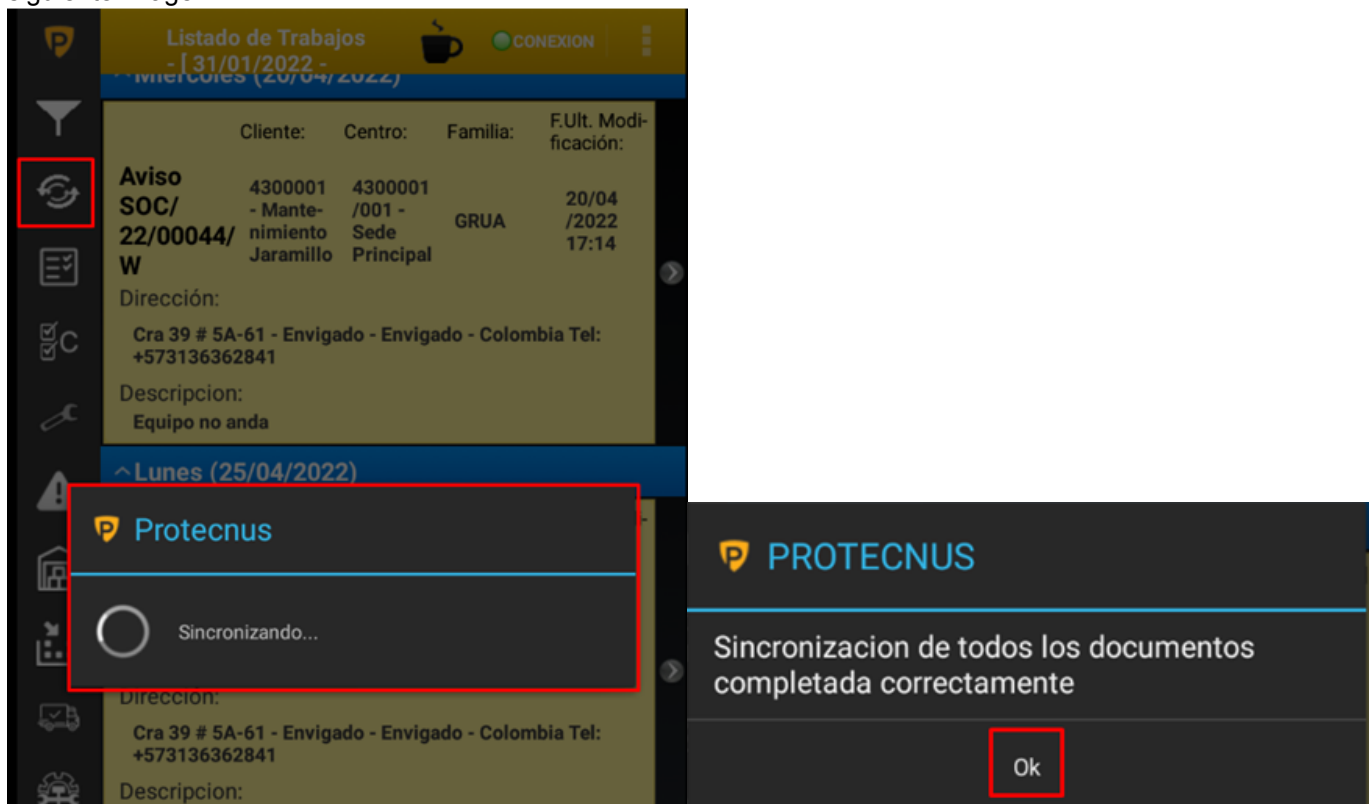 Listado de Trabajos
- [ 31/01/2022 -
CONEXION
(20/04/2022)
Cliente: Centro: Familia: F.Ult. Modi-
ficación:
Aviso
SOC/
22/00044/
W
4300001
- Mante-
nimiento
Jaramillo
4300001
/001 -
Sede
Principal
GRUA
20/04
/2022
17:14
Dirección:
Cra 39 # 5A-61 - Envigado - Envigado - Colombia Tel:
+573136362841
Descripcion:
Equipo no anda
^Lunes (25/04/2022)
Protecnus
Sincronizando...
Dirección:
Cra 39 # 5A-61 - Envigado - Envigado - Colombia Tel:
+573136362841
Descripcion:
PROTECNUS
Sincronizacion de todos los documentos
completada correctamente
Ok